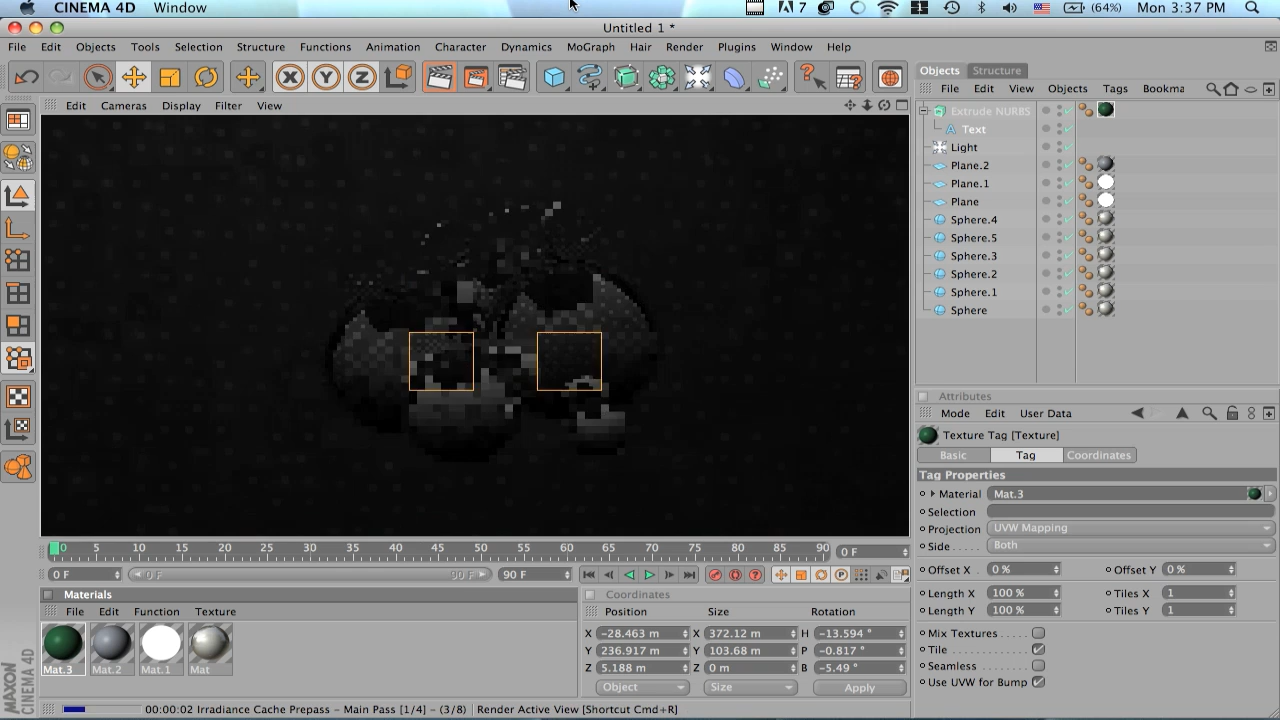 CINEMA 4D Window 7 (64%) Mon 3:37 PM
Untitled 1 *
File Edit Objects Tools Selection Structure Functions Animation Character Dynamics MoGraph Hair Render Plugins Window Help
X Y Z
Objects Structure
File Edit View Objects Tags Bookma
Edit Cameras Display Filter View
Extrude NURBS
Text
Light
Plane.2
Plane.1
Plane
Sphere.4
Sphere.5
Sphere.3
Sphere.2
Sphere.1
Sphere
Attributes
Mode Edit User Data
Texture Tag [Texture]
Basic Tag Coordinates
Tag Properties
Material Mat.3
Selection
Projection UVW Mapping
Side Both
Offset X 0 % Offset Y 0 %
Length X 100 % Tiles X 1
Length Y 100 % Tiles Y 1
Mix Textures
Tile
Seamless
Use UVW for Bump
0 5 10 15 20 25 30 35 40 45 50 55 60 65 70 75 80 85 90 0 F
0 F 0 F 90 F 90 F
Materials
File Edit Function Texture
Mat.3 Mat.2 Mat.1 Mat
Coordinates
Position Size Rotation
X -28.463 m X 372.12 m H -13.594 °
Y 236.917 m Y 103.68 m P -0.817 °
Z 5.188 m Z 0 m B -5.49 °
Object Size Apply
MAXON CINEMA 4D
00:00:02 Irradiance Cache Prepass - Main Pass [1/4] - (3/8) Render Active View [Shortcut Cmd+R]